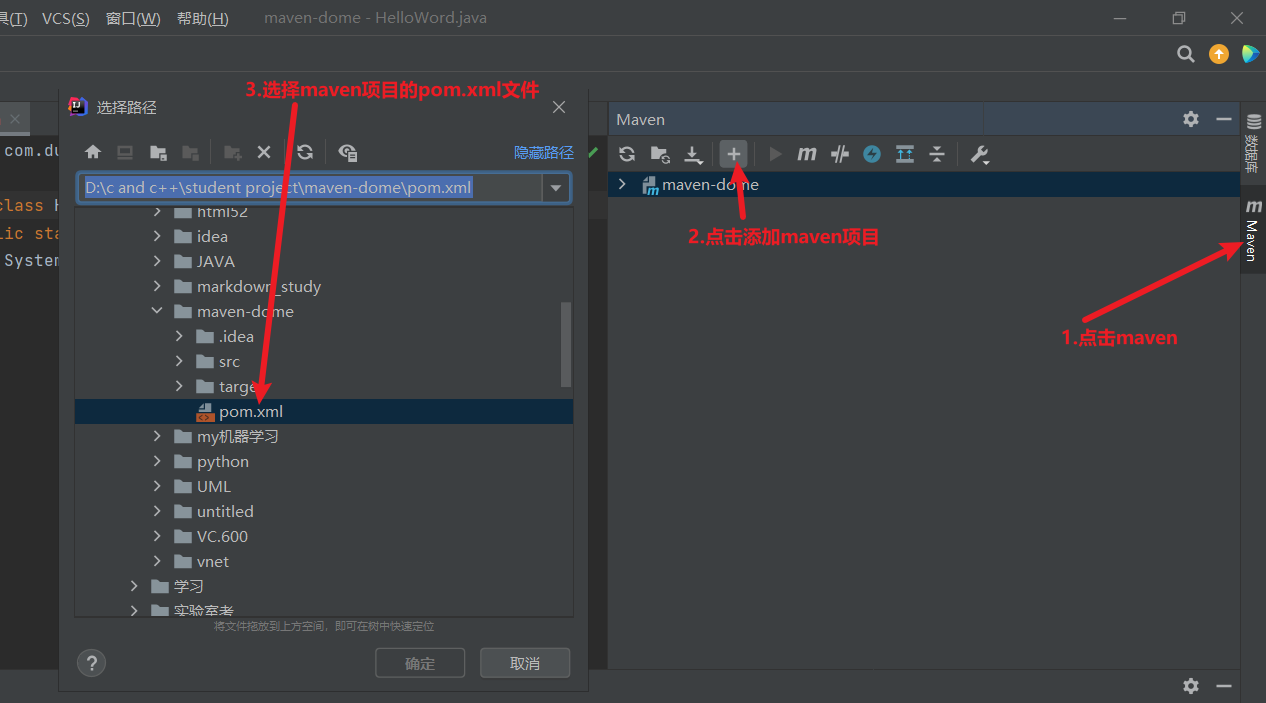 VCS(S) 窗口(W) 帮助(H) maven-dome - HelloWord.java
3.选择maven项目的pom.xml文件
选择路径
Maven
隐藏路径
com.du
D:\c and c++\student project\maven-dome\pom.xml
maven-dome
数据库
class H
html52
lic sta
idea
2.点击添加maven项目
Maven
System
JAVA
markdown_study
maven-dome
.idea
1.点击maven
src
target
pom.xml
my机器学习
python
UML
untitled
VC.600
vnet
学习
实验室考
将文件拖放到上方空间，即可在树中快速定位
?
确定
取消